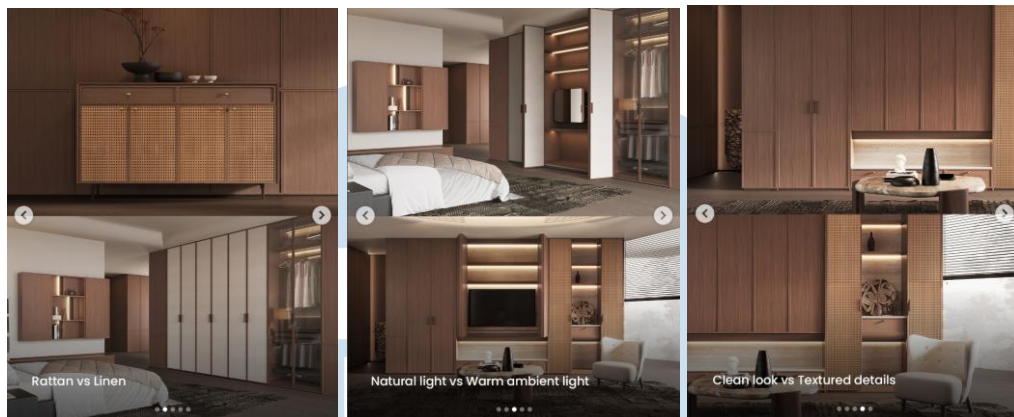 Rattan vs Linen
Natural light vs Warm ambient light
Clean look vs Textured details